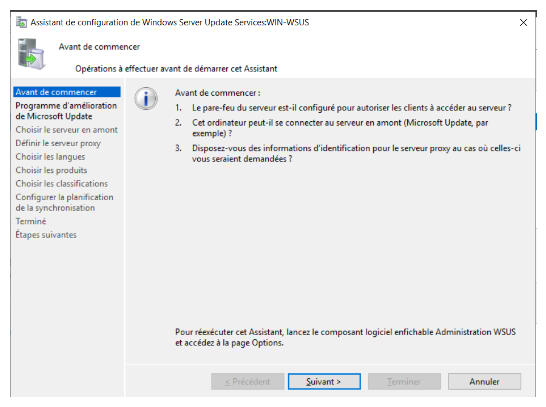 Assistant de configuration de Windows Server Update Services:WIN-WSUS
Avant de commencer
Opérations à effectuer avant de démarrer cet Assistant
Avant de commencer
Programme d'amélioration
de Microsoft Update
Choisir le serveur en amont
Définir le serveur proxy
Choisir les langues
Choisir les produits
Choisir les classifications
Configurer la planification
de la synchronisation
Terminé
Étapes suivantes
Avant de commencer :
1. Le pare-feu du serveur est-il configuré pour autoriser les clients à accéder au serveur ?
2. Cet ordinateur peut-il se connecter au serveur en amont (Microsoft Update, par
exemple) ?
3. Disposez-vous des informations d'identification pour le serveur proxy au cas où celles-ci
vous seraient demandées ?
Pour réexécuter cet Assistant, lancez le composant logiciel enfichable Administration WSUS
et accédez à la page Options.
< Précédent
Suivant >
Terminer
Annuler